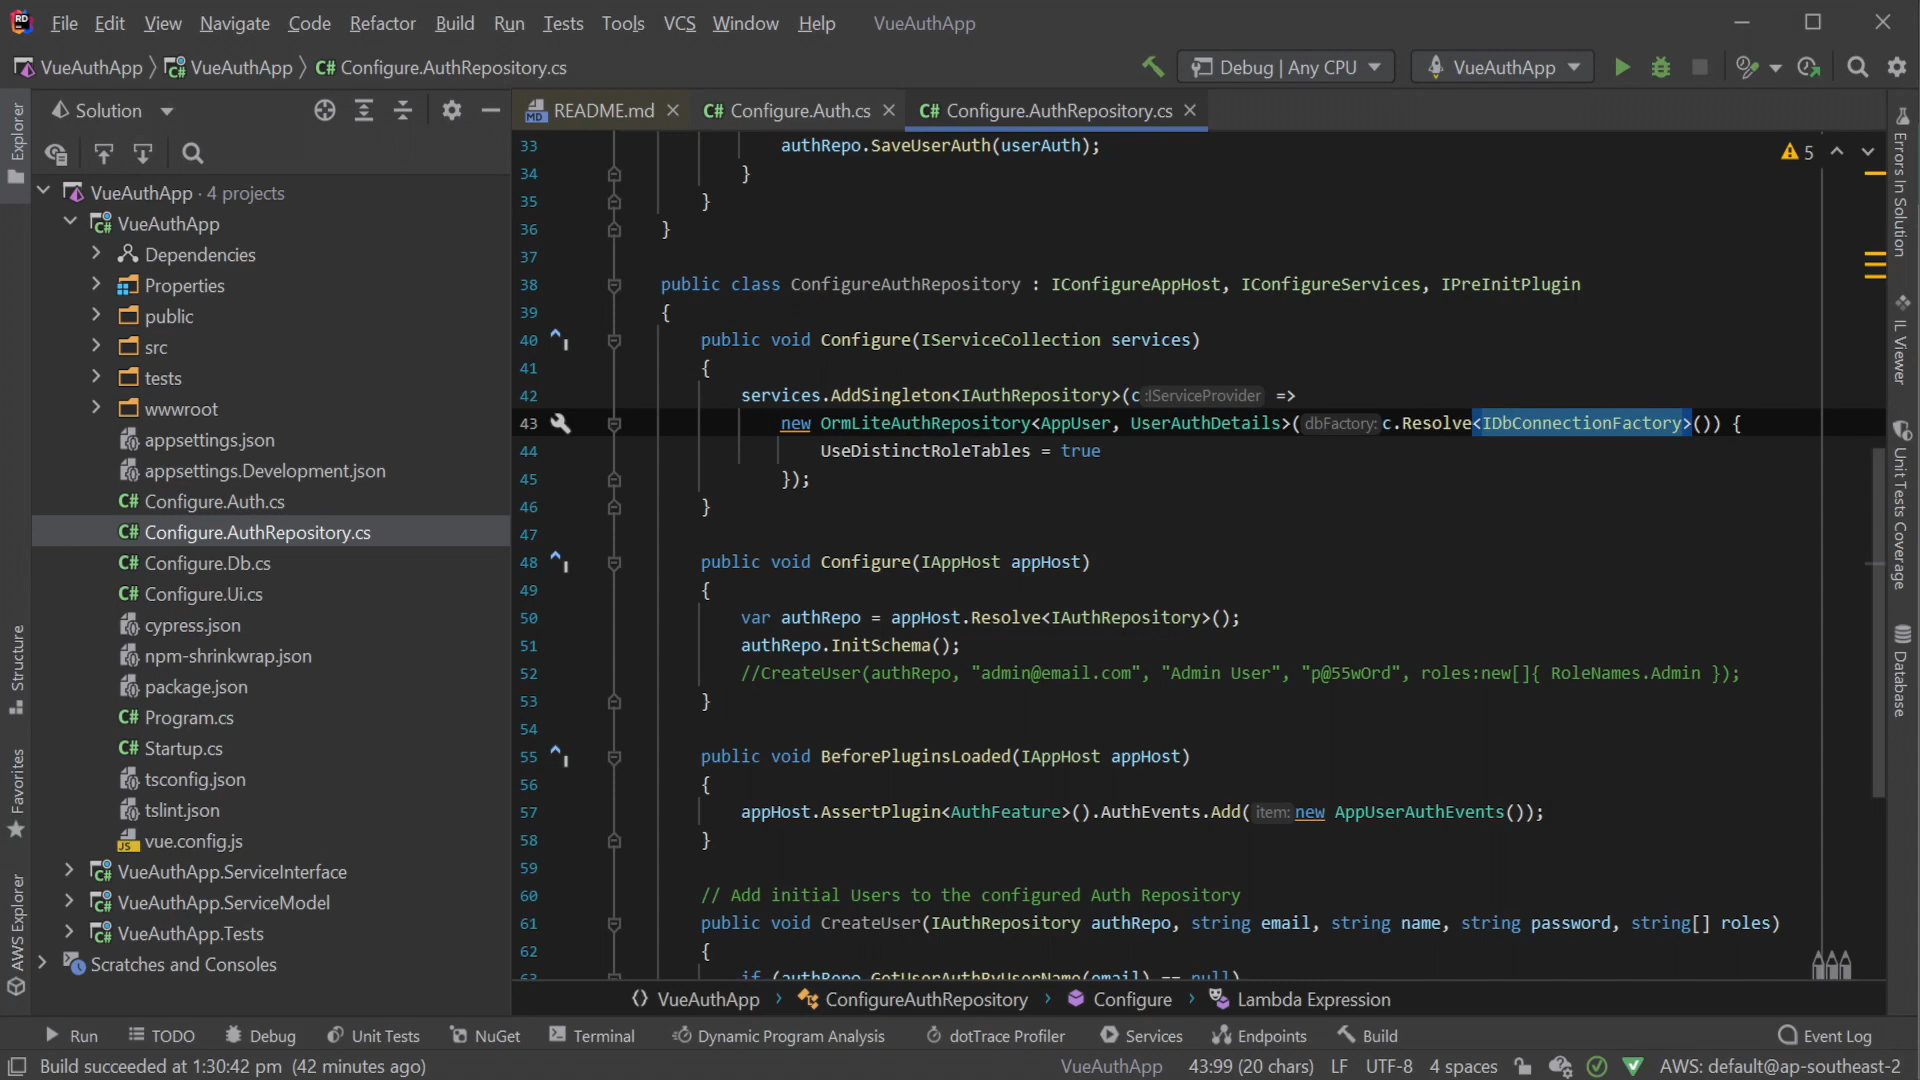 File Edit View Navigate Code Refactor Build Run Tests Tools VCS Window Help VueAuthApp
VueAuthApp VueAuthApp C# Configure.AuthRepository.cs Debug | Any CPU VueAuthApp
Explorer
Solution
README.md C# Configure.Auth.cs C# Configure.AuthRepository.cs
VueAuthApp · 4 projects
VueAuthApp
Dependencies
Properties
public
src
tests
wwwroot
appsettings.json
appsettings.Development.json
C# Configure.Auth.cs
C# Configure.AuthRepository.cs
C# Configure.Db.cs
C# Configure.Ui.cs
cypress.json
npm-shrinkwrap.json
package.json
C# Program.cs
C# Startup.cs
tsconfig.json
tslint.json
vue.config.js
VueAuthApp.ServiceInterface
VueAuthApp.ServiceModel
VueAuthApp.Tests
Scratches and Consoles
Structure
Favorites
AWS Explorer
33 authRepo.SaveUserAuth(userAuth);
34 }
35 }
36 }
37
38 public class ConfigureAuthRepository : IConfigureAppHost, IConfigureServices, IPreInitPlugin
39 {
40 public void Configure(IServiceCollection services)
41 {
42 services.AddSingleton<IAuthRepository>(c :IServiceProvider =>
43 new OrmLiteAuthRepository<AppUser, UserAuthDetails>( dbFactory: c.Resolve<IDbConnectionFactory>()) {
44 UseDistinctRoleTables = true
45 });
46 }
47
48 public void Configure(IAppHost appHost)
49 {
50 var authRepo = appHost.Resolve<IAuthRepository>();
51 authRepo.InitSchema();
52 //CreateUser(authRepo, "admin@email.com", "Admin User", "p@55wOrd", roles:new[]{ RoleNames.Admin });
53 }
54
55 public void BeforePluginsLoaded(IAppHost appHost)
56 {
57 appHost.AssertPlugin<AuthFeature>().AuthEvents.Add( item: new AppUserAuthEvents());
58 }
59
60 // Add initial Users to the configured Auth Repository
61 public void CreateUser(IAuthRepository authRepo, string email, string name, string password, string[] roles)
62 {
63 if (authRepo.GetUserAuthByUserName(email) == null)
5
Errors In Solution
IL Viewer
Unit Tests Coverage
Database
VueAuthApp ConfigureAuthRepository Configure Lambda Expression
Run TODO Debug Unit Tests NuGet Terminal Dynamic Program Analysis dotTrace Profiler Services Endpoints Build Event Log
Build succeeded at 1:30:42 pm (42 minutes ago) VueAuthApp 43:99 (20 chars) LF UTF-8 4 spaces AWS: default@ap-southeast-2